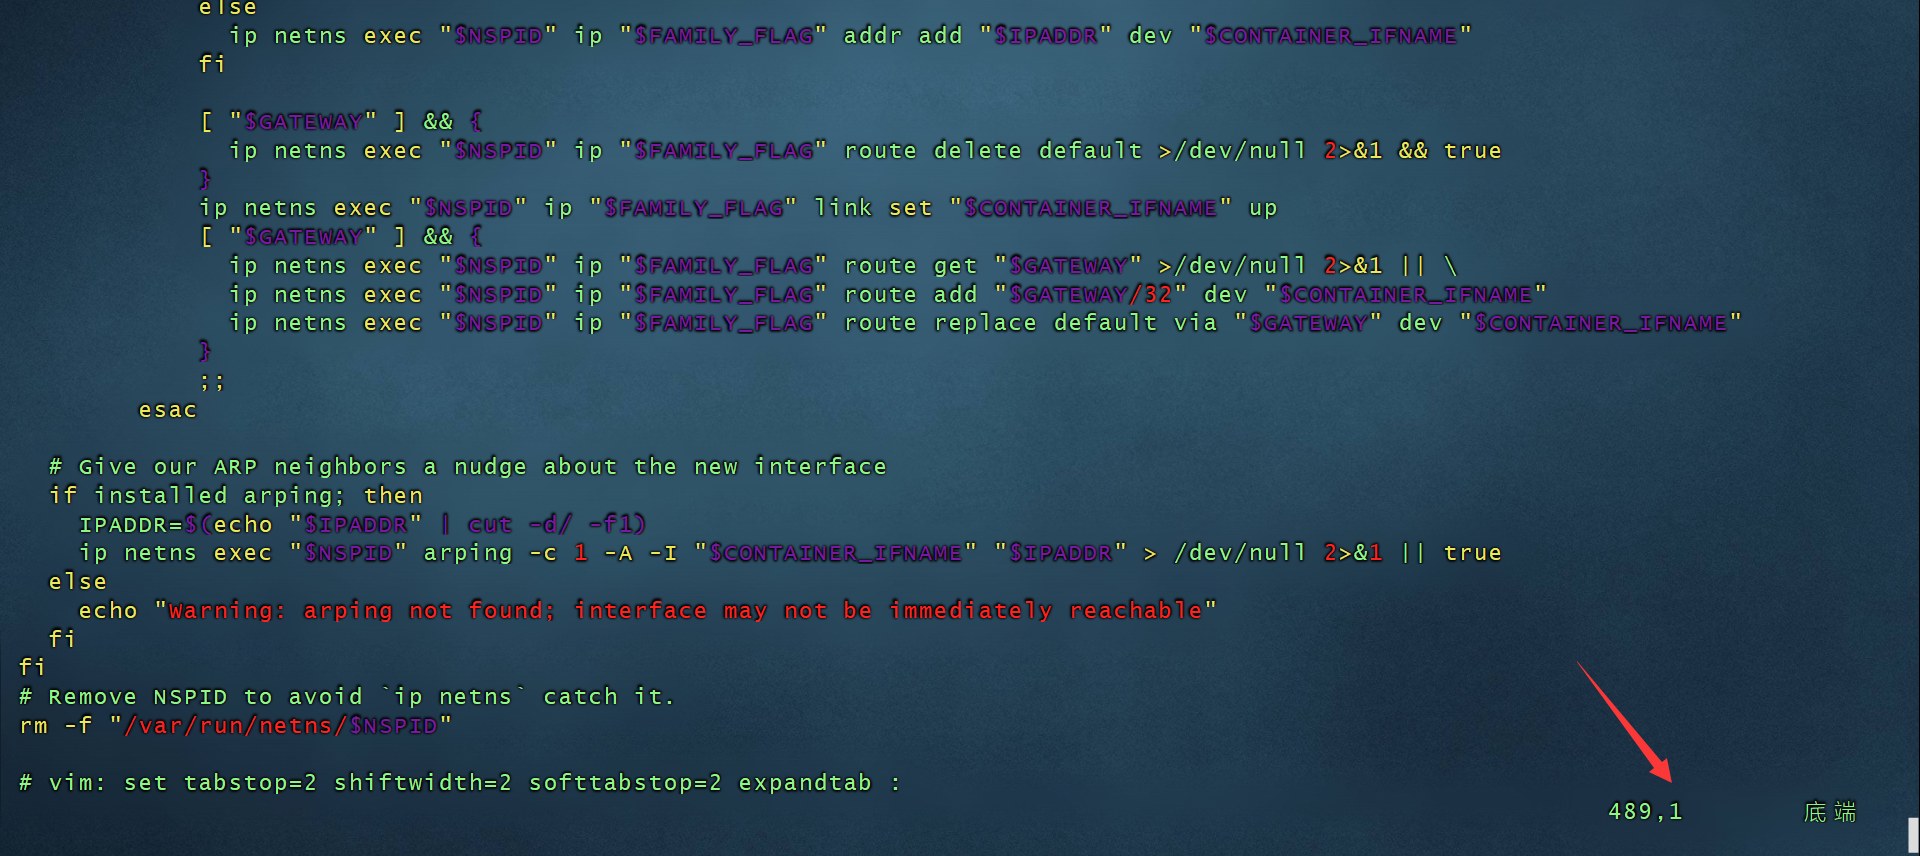 else
ip netns exec "$NSPID" ip "$FAMILY_FLAG" addr add "$IPADDR" dev "$CONTAINER_IFNAME"
fi
[ "$GATEWAY" ] && {
ip netns exec "$NSPID" ip "$FAMILY_FLAG" route delete default >/dev/null 2>&1 && true
}
ip netns exec "$NSPID" ip "$FAMILY_FLAG" link set "$CONTAINER_IFNAME" up
[ "$GATEWAY" ] && {
ip netns exec "$NSPID" ip "$FAMILY_FLAG" route get "$GATEWAY" >/dev/null 2>&1 || \
ip netns exec "$NSPID" ip "$FAMILY_FLAG" route add "$GATEWAY/32" dev "$CONTAINER_IFNAME"
ip netns exec "$NSPID" ip "$FAMILY_FLAG" route replace default via "$GATEWAY" dev "$CONTAINER_IFNAME"
}
;;
esac
# Give our ARP neighbors a nudge about the new interface
if installed arping; then
IPADDR=$(echo "$IPADDR" | cut -d/ -f1)
ip netns exec "$NSPID" arping -c 1 -A -I "$CONTAINER_IFNAME" "$IPADDR" > /dev/null 2>&1 || true
else
echo "Warning: arping not found; interface may not be immediately reachable"
fi
fi
# Remove NSPID to avoid `ip netns` catch it.
rm -f "/var/run/netns/$NSPID"
# vim: set tabstop=2 shiftwidth=2 softtabstop=2 expandtab :
489,1 底端